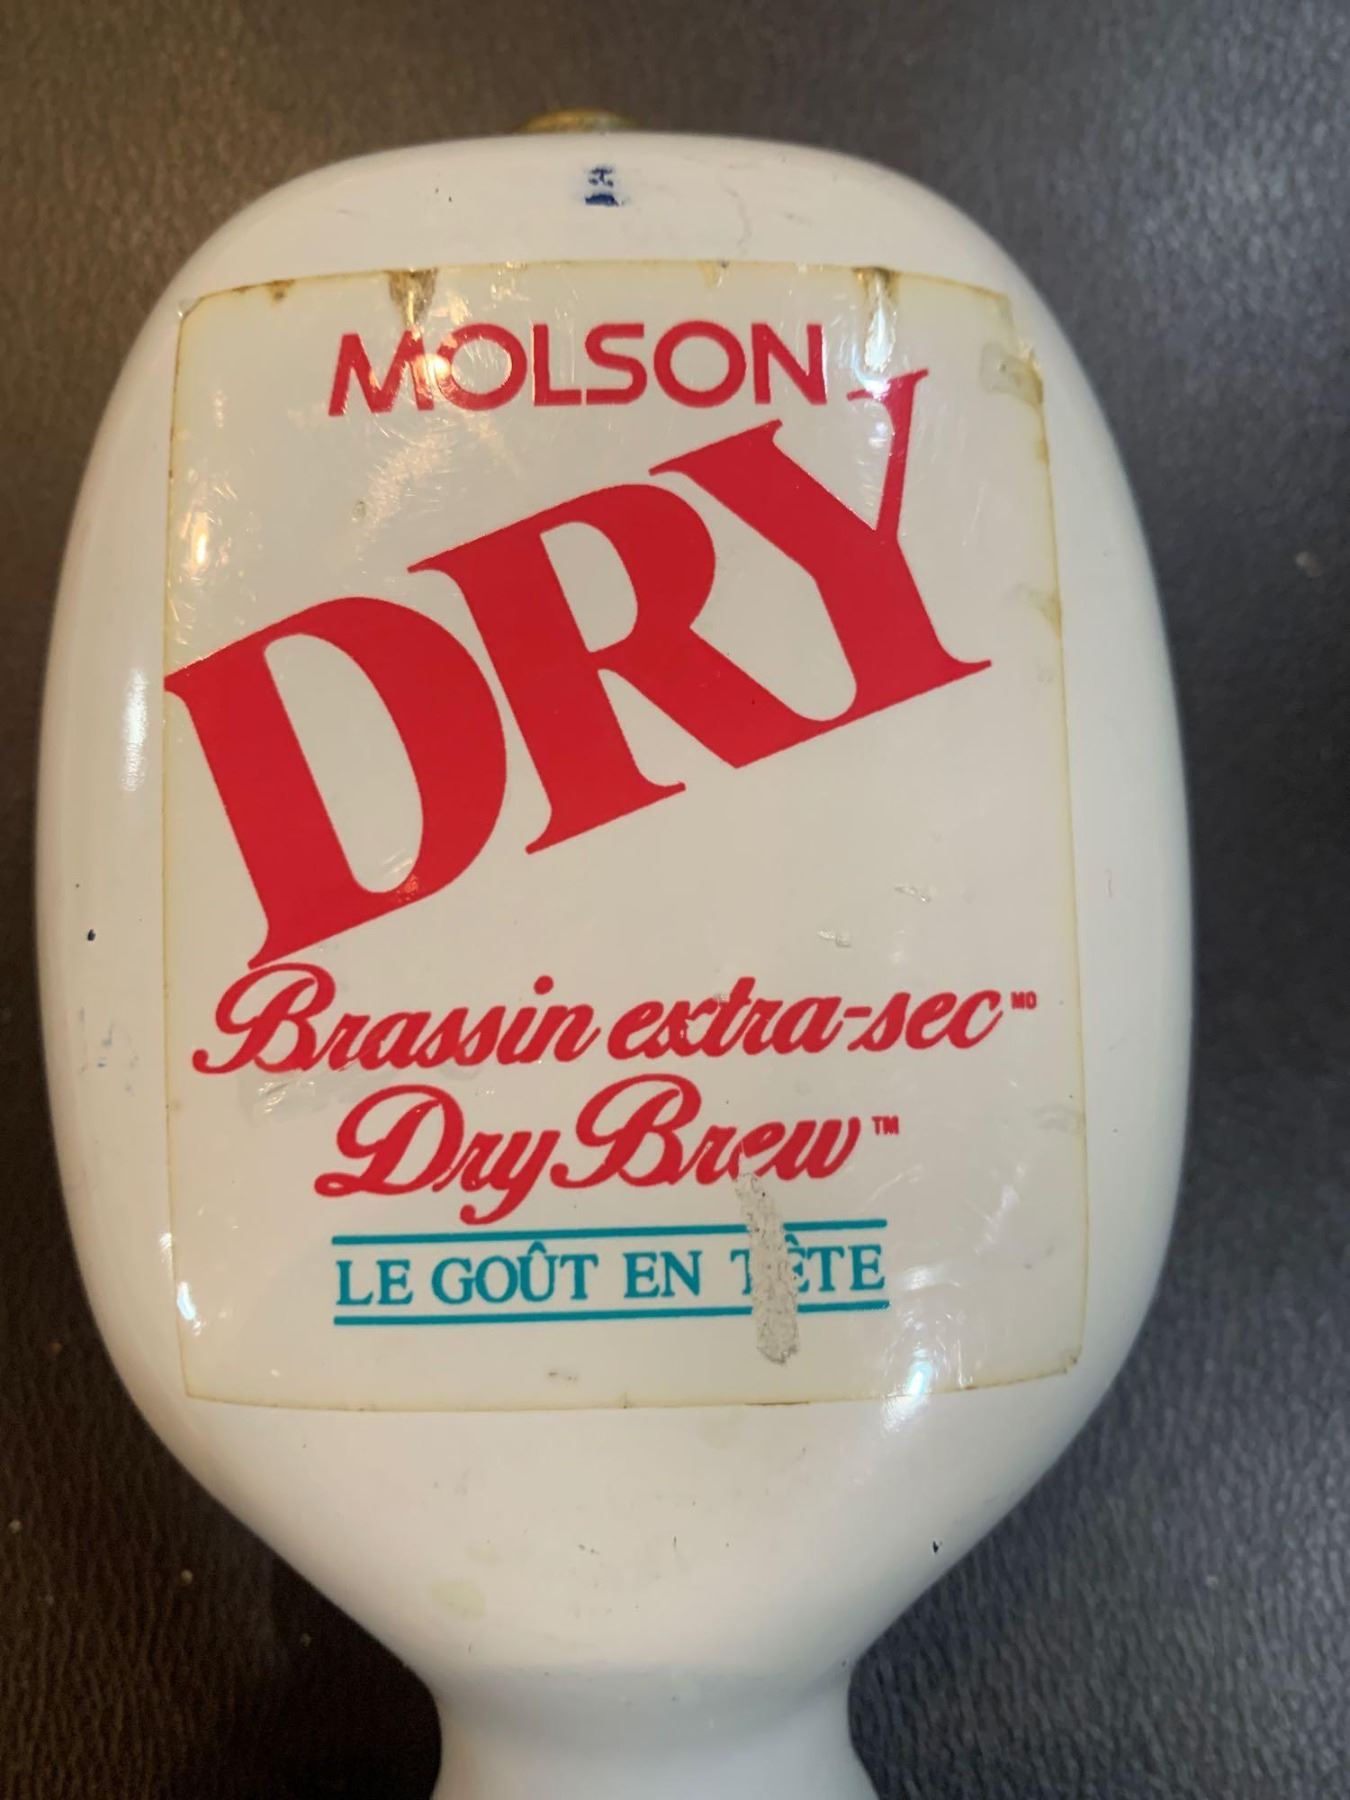 MOLSON
DRY
Brassin extra-sec MD
Dry Brew ™
LE GOÛT EN TÊTE